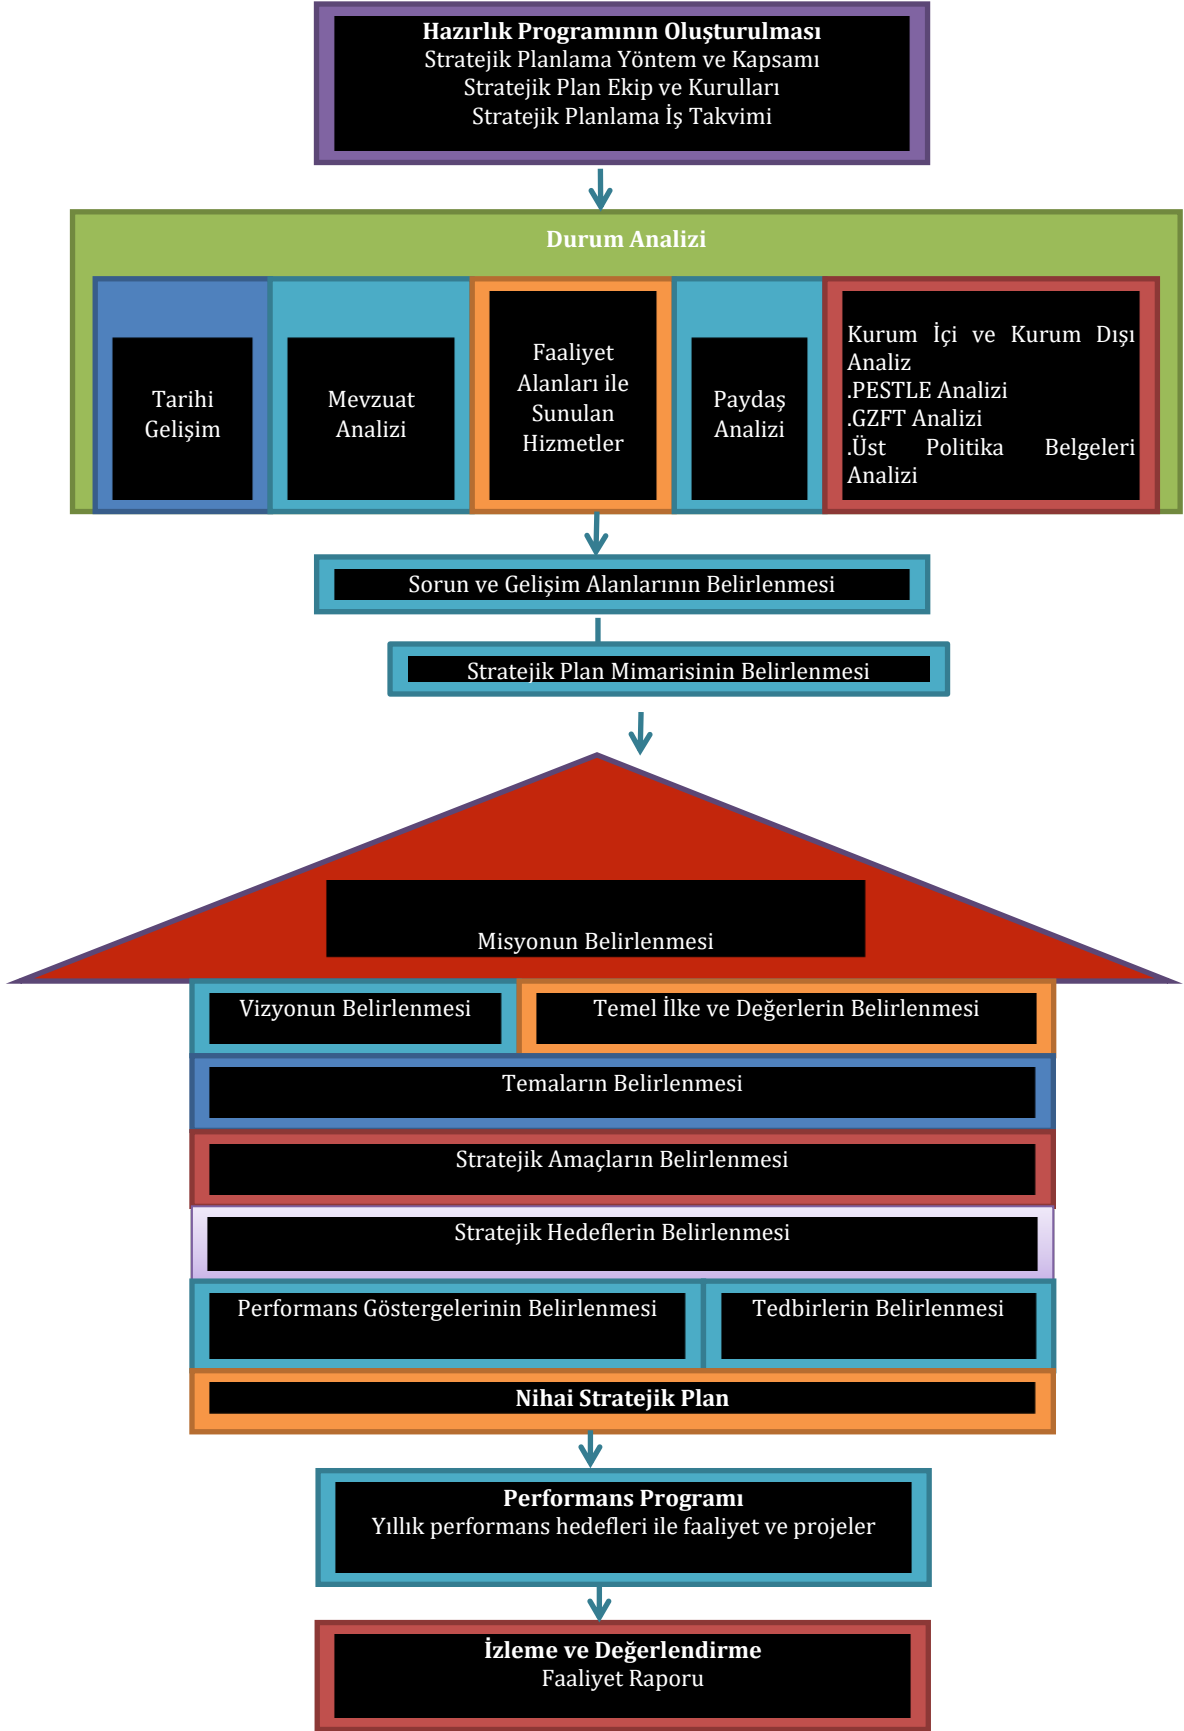 Hazırlık Programının Oluşturulması
Stratejik Planlama Yöntem ve Kapsamı
Stratejik Plan Ekip ve Kurulları
Stratejik Planlama İş Takvimi
Durum Analizi
Tarihi
Gelişim
Mevzuat
Analizi
Faaliyet
Alanları ile
Sunulan
Hizmetler
Paydaş
Analizi
Kurum İçi ve Kurum Dışı
Analiz
.PESTLE Analizi
.GZFT Analizi
.Üst Politika Belgeleri
Analizi
Sorun ve Gelişim Alanlarının Belirlenmesi
Stratejik Plan Mimarisinin Belirlenmesi
Misyonun Belirlenmesi
Vizyonun Belirlenmesi
Temel İlke ve Değerlerin Belirlenmesi
Temaların Belirlenmesi
Stratejik Amaçların Belirlenmesi
Stratejik Hedeflerin Belirlenmesi
Performans Göstergelerinin Belirlenmesi
Tedbirlerin Belirlenmesi
Nihai Stratejik Plan
Performans Programı
Yıllık performans hedefleri ile faaliyet ve projeler
İzleme ve Değerlendirme
Faaliyet Raporu